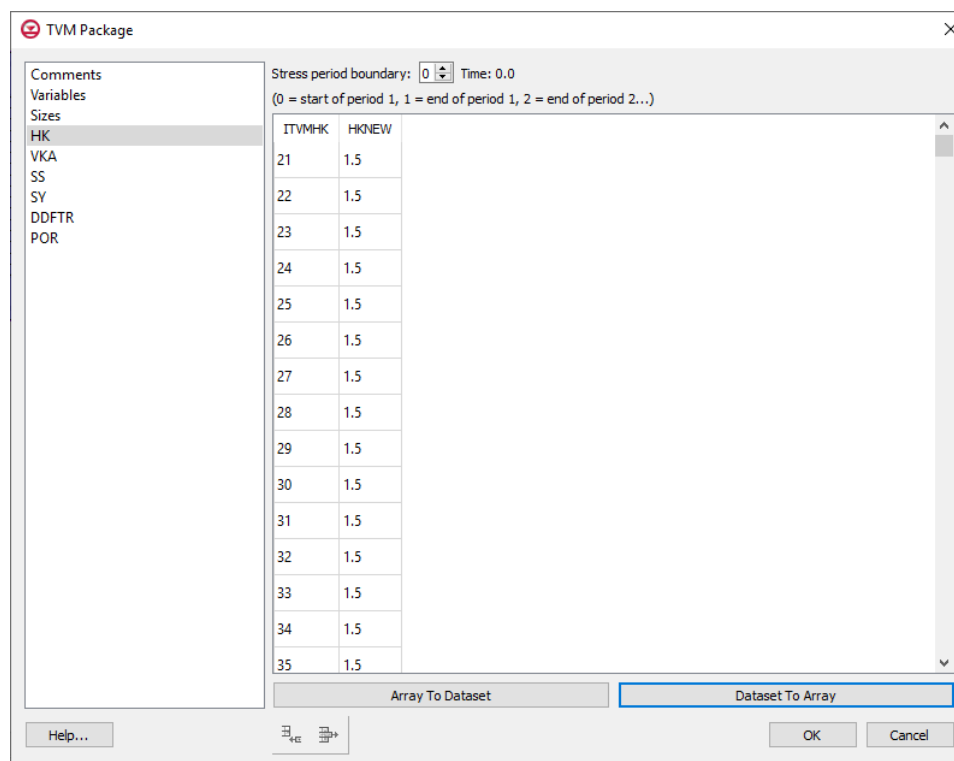 TVM Package
Comments
Variables
Sizes
HK
VKA
SS
SY
DDFTR
POR
Stress period boundary: 0 Time: 0.0
(0 = start of period 1, 1 = end of period 1, 2 = end of period 2...)
ITVMHK HKNEW
21 1.5
22 1.5
23 1.5
24 1.5
25 1.5
26 1.5
27 1.5
28 1.5
29 1.5
30 1.5
31 1.5
32 1.5
33 1.5
34 1.5
35 1.5
Array To Dataset Dataset To Array
Help... OK Cancel